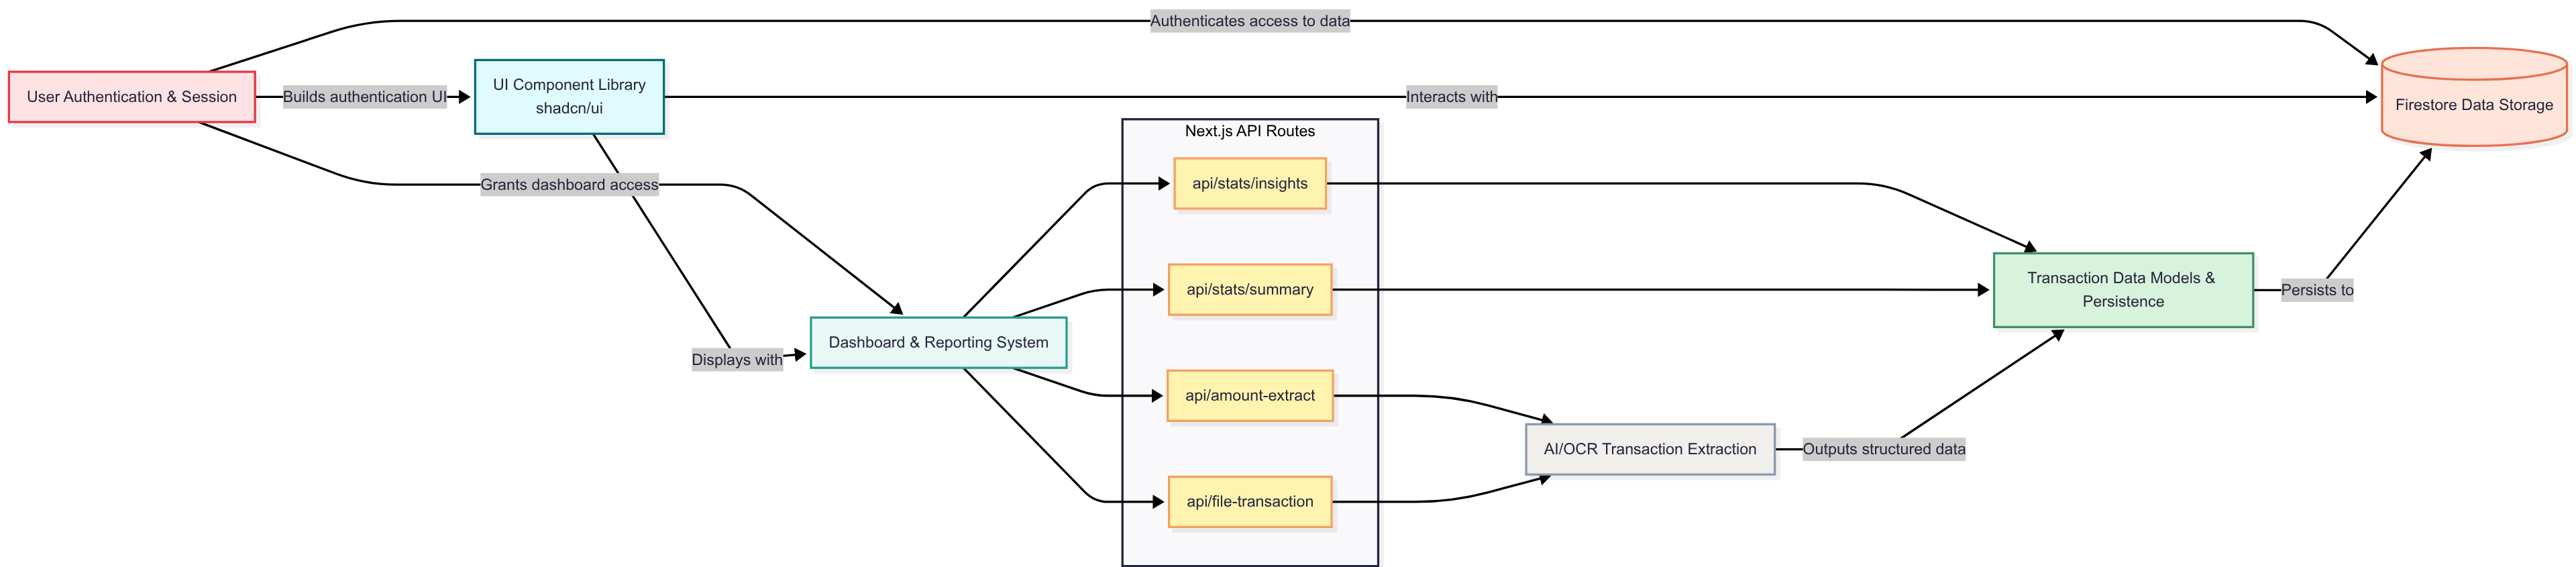 Authenticates access to data
User Authentication & Session
Builds authentication UI
UI Component Library
shadcn/ui
Interacts with
Firestore Data Storage
Next.js API Routes
Grants dashboard access
api/stats/insights
api/stats/summary
Transaction Data Models &
Persistence
Persists to
Displays with
Dashboard & Reporting System
api/amount-extract
AI/OCR Transaction Extraction
Outputs structured data
api/file-transaction